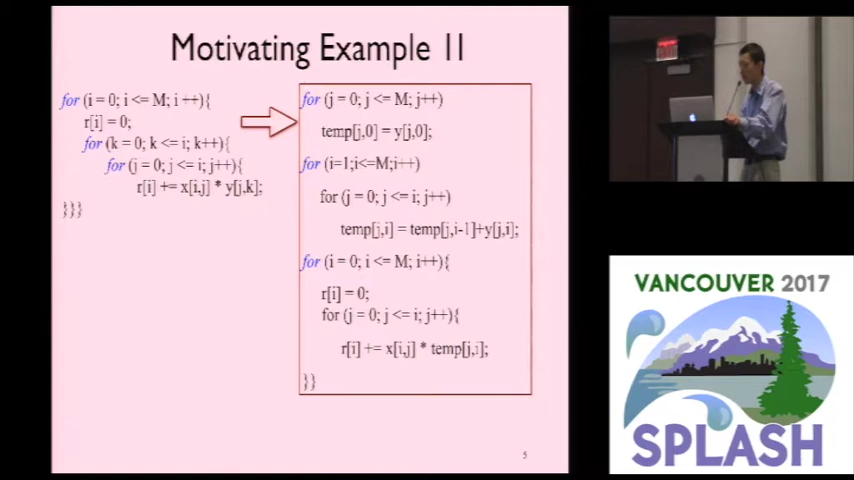 Motivating Example II
for (i = 0; i <= M; i ++){
r[i] = 0;
for (k = 0; k <= i; k++){
for (j = 0; j <= i; j++){
r[i] += x[i,j] * y[j,k];
}}}
for (j = 0; j <= M; j++)
temp[j,0] = y[j,0];
for (i=1;i<=M;i++)
for (j = 0; j <= i; j++)
temp[j,i] = temp[j,i-1]+y[j,i];
for (i = 0; i <= M; i++){
r[i] = 0;
for (j = 0; j <= i; j++){
r[i] += x[i,j] * temp[j,i];
}}
5
VANCOUVER 2017
SPLASH